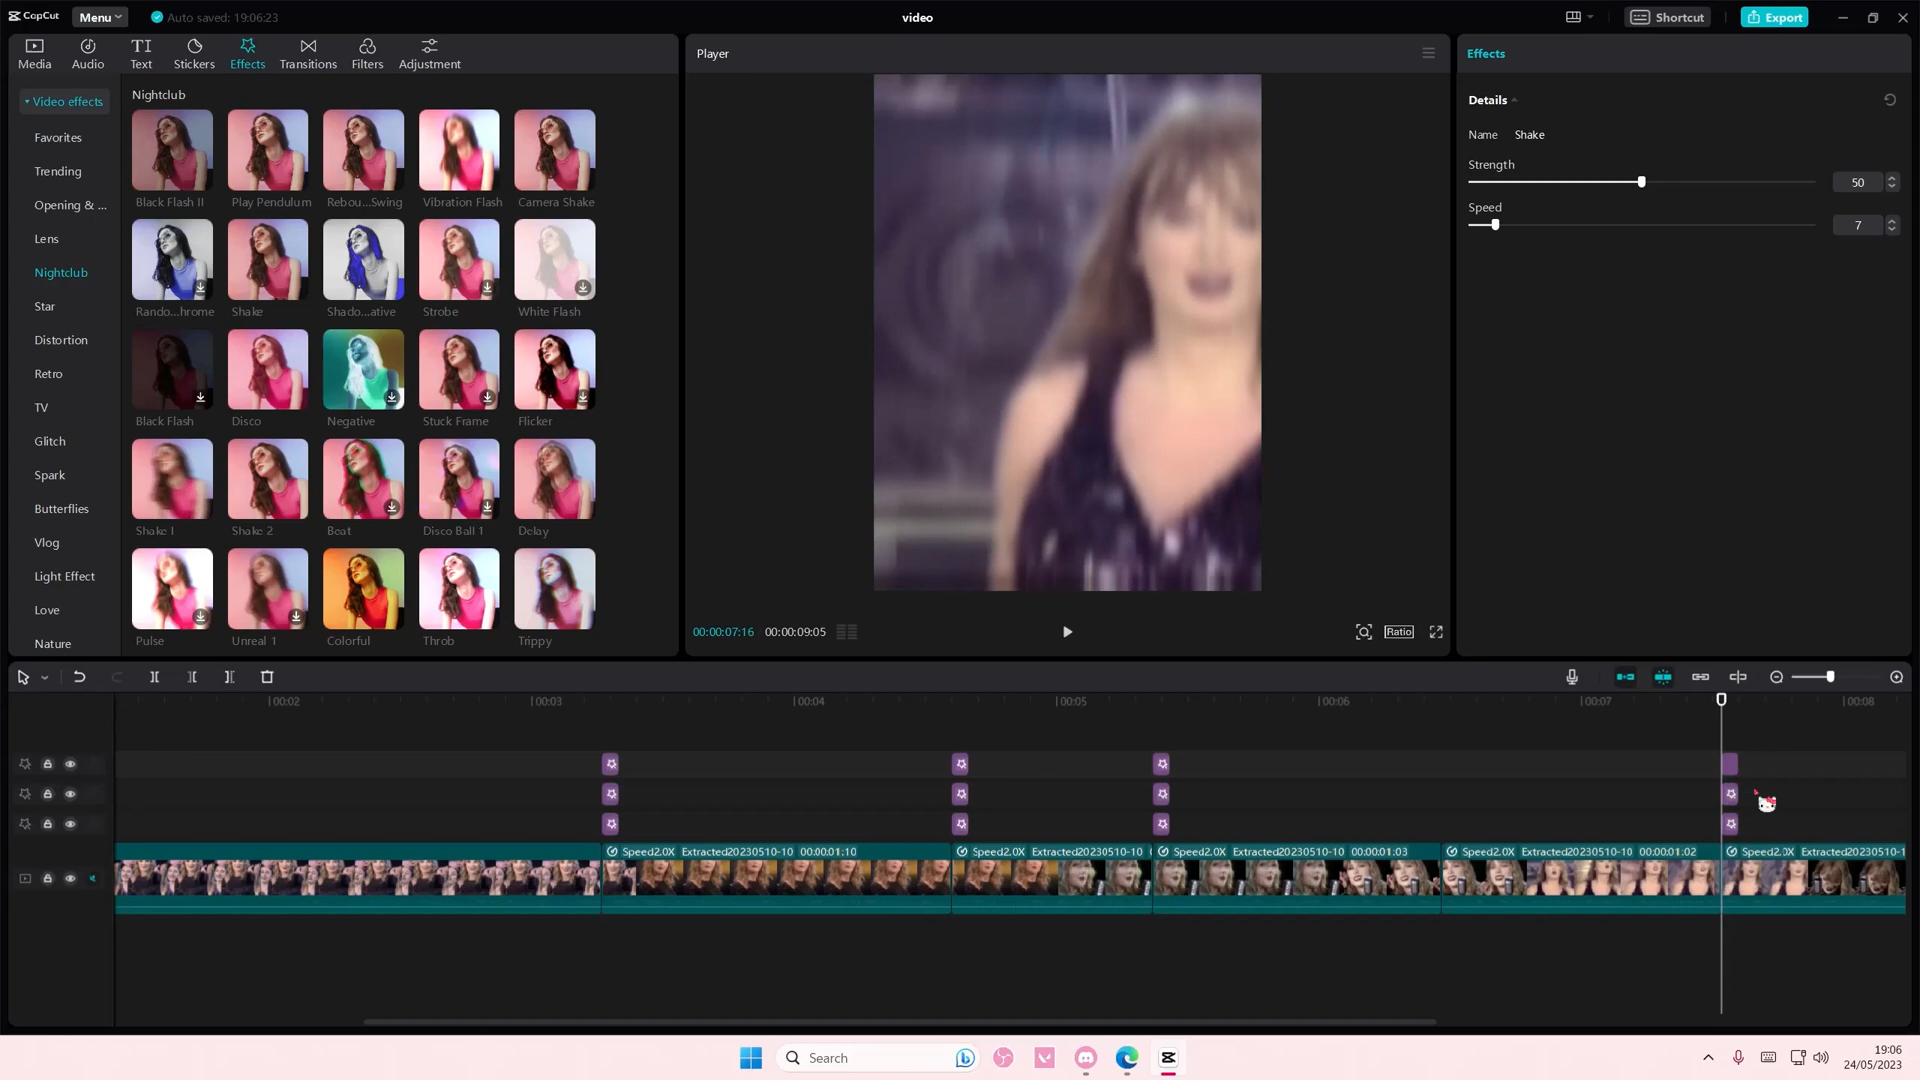 CapCut
Menu
Auto saved: 19:06:23
video
Shortcut
Export
Media
Audio
Text
Stickers
Effects
Transitions
Filters
Adjustment
Player
Effects
Video effects
Favorites
Trending
Opening & ...
Lens
Nightclub
Star
Distortion
Retro
TV
Glitch
Spark
Butterflies
Vlog
Light Effect
Love
Nature
Nightclub
Black Flash II
Play Pendulum
Rebou...Swing
Vibration Flash
Camera Shake
Rando...hrome
Shake
Shado...ative
Strobe
White Flash
Black Flash
Disco
Negative
Stuck Frame
Flicker
Shake 1
Shake 2
Beat
Disco Ball 1
Delay
Pulse
Unreal 1
Colorful
Throb
Trippy
00:00:07:16
00:00:09:05
Ratio
Details
Name Shake
Strength
50
Speed
7
00:02
00:03
00:04
00:05
00:06
00:07
00:08
Speed2.0X Extracted20230510-10 00:00:01:10
Speed2.0X Extracted20230510-10
Speed2.0X Extracted20230510-10 00:00:01:03
Speed2.0X Extracted20230510-10 00:00:01:02
Speed2.0X Extracted20230510-1
Search
19:06
24/05/2023